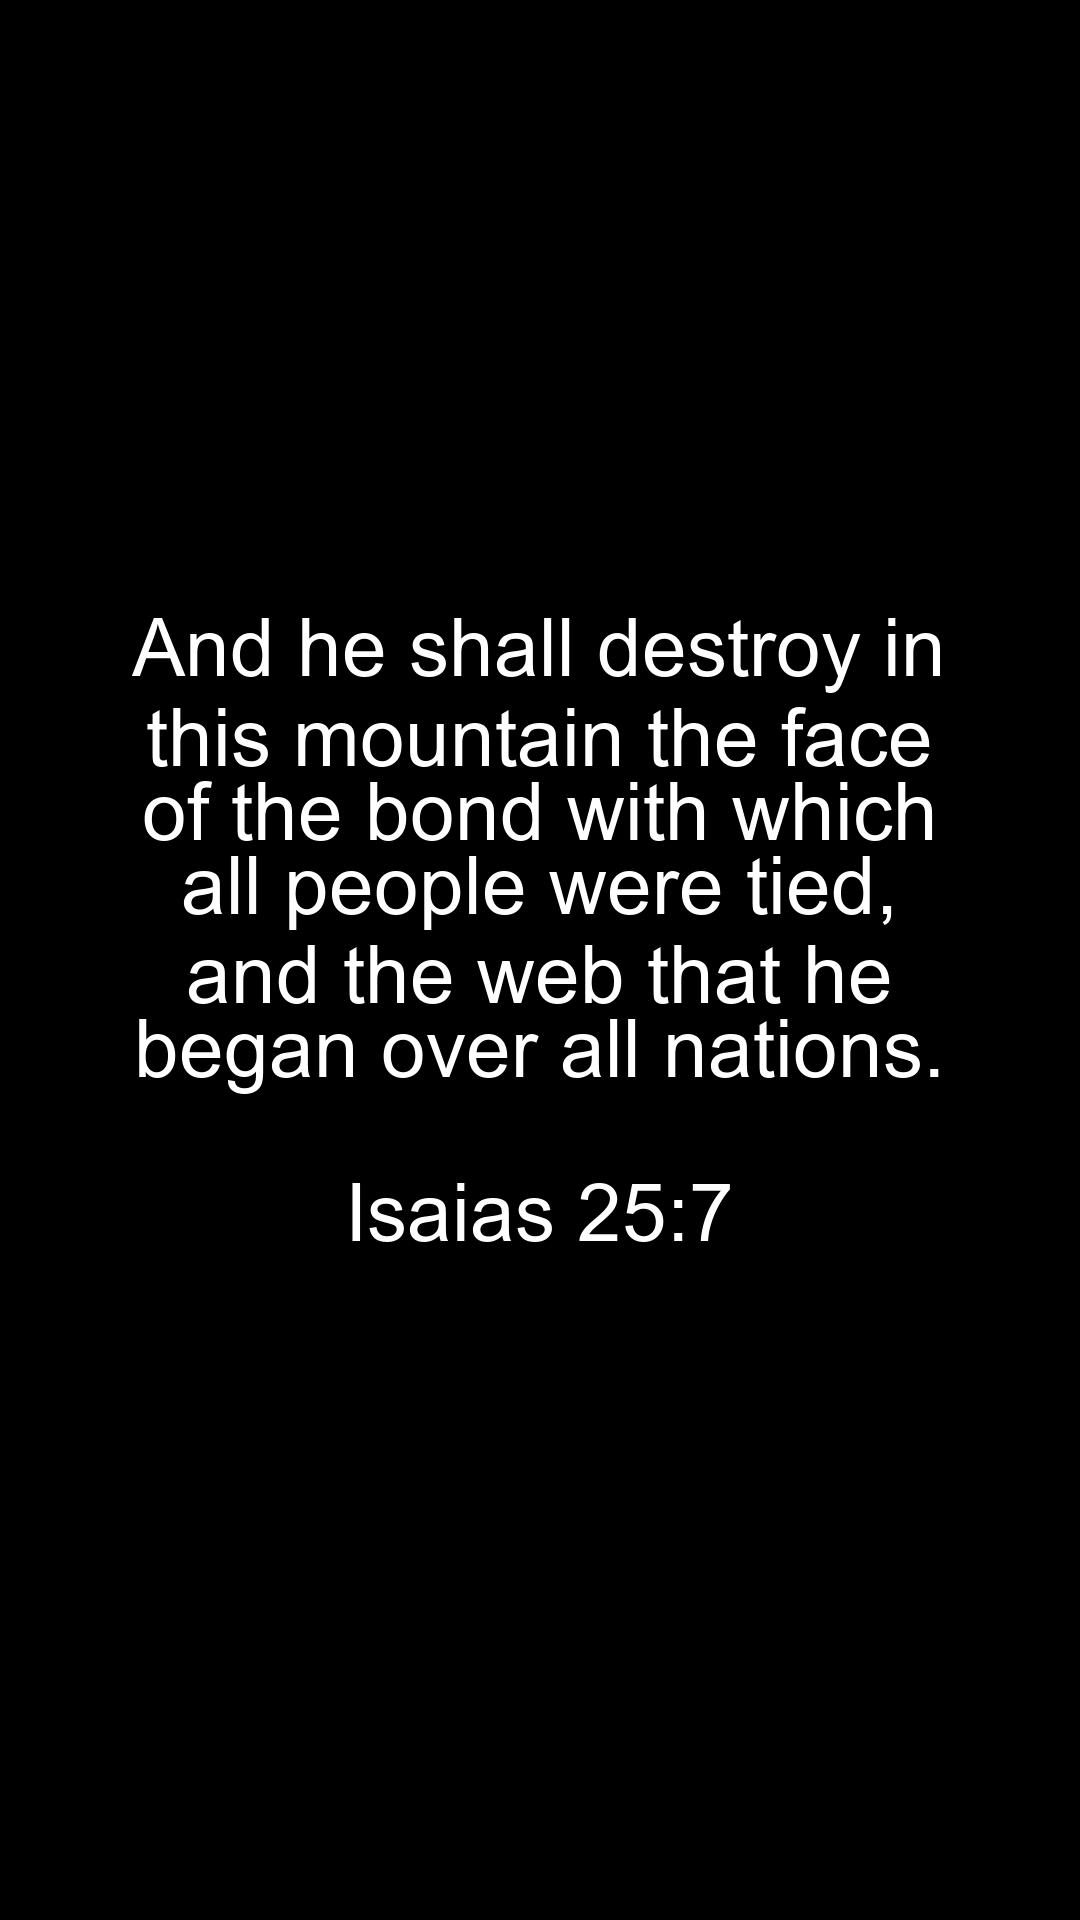 And he shall destroy in
this mountain the face
of the bond with which
all people were tied,
and the web that he
began over all nations.
Isaias 25:7